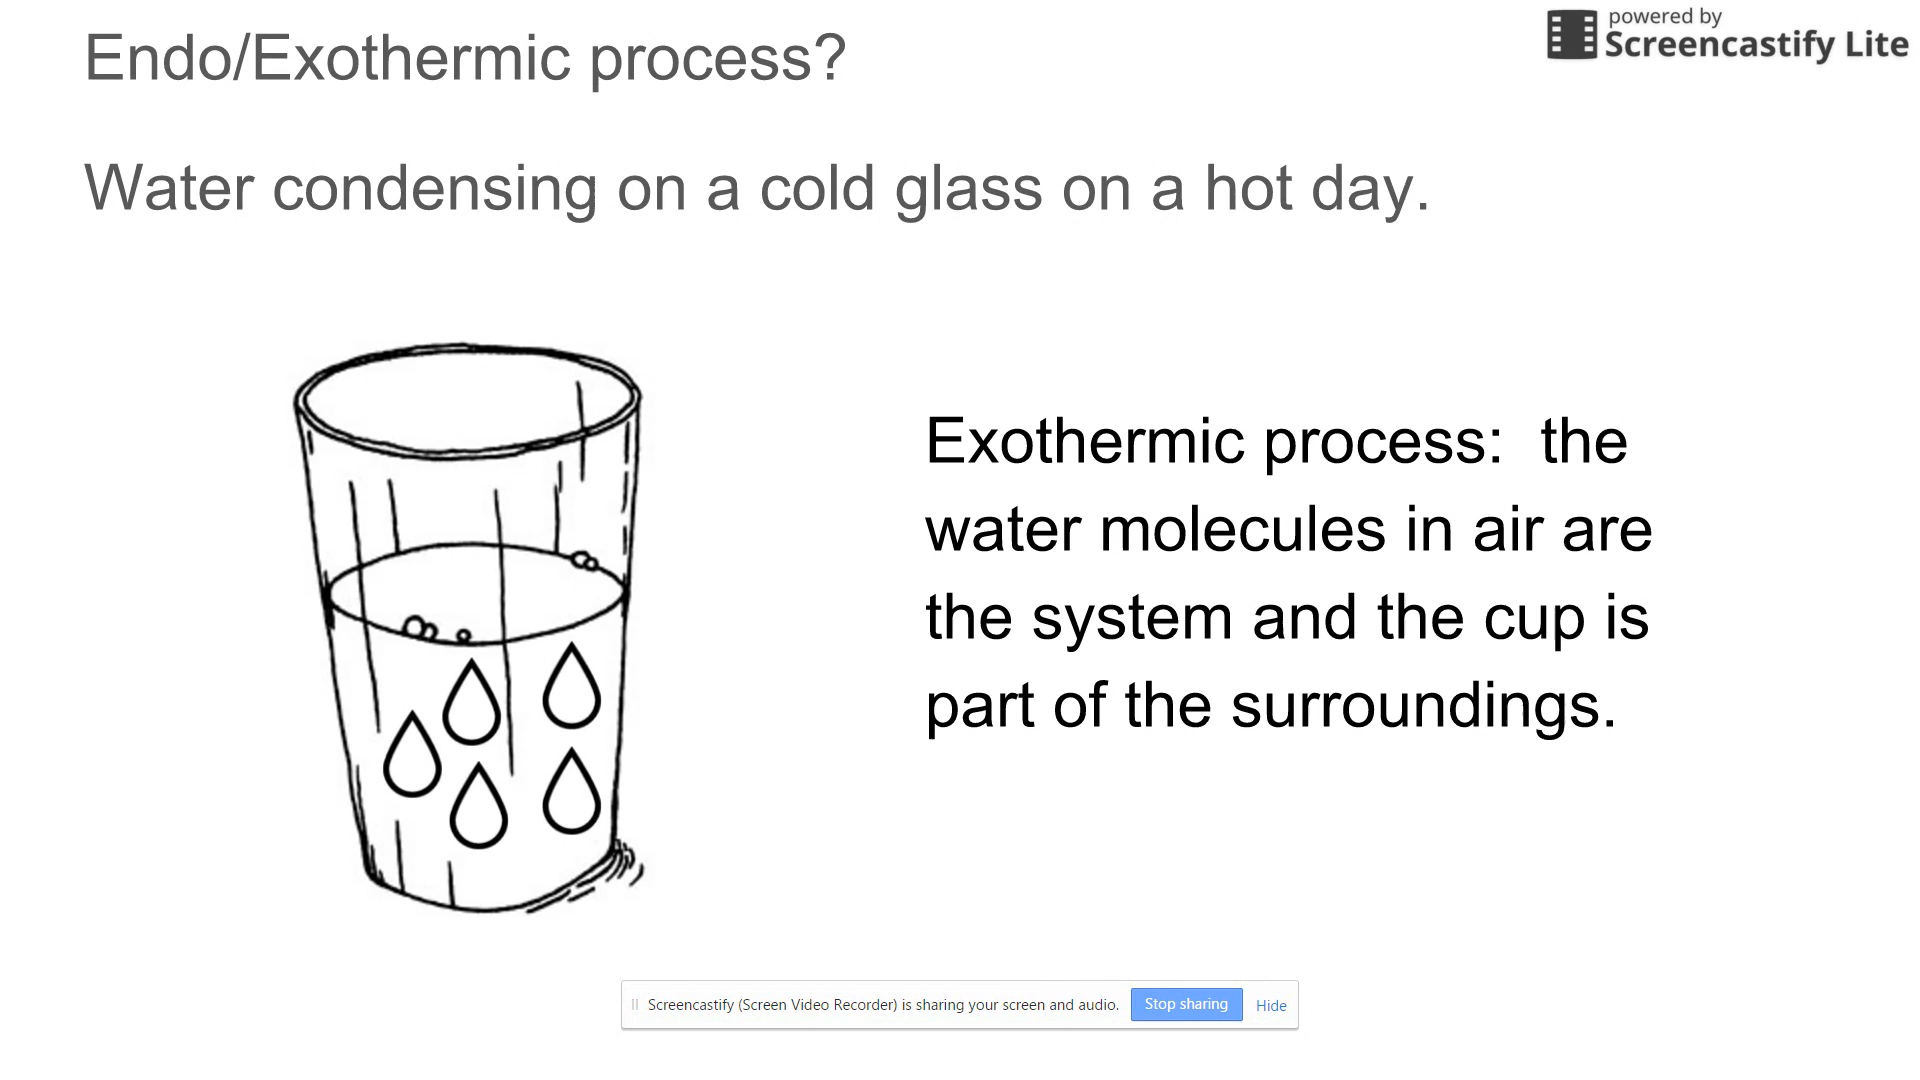 powered by
Screencastify Lite
Endo/Exothermic process?
Water condensing on a cold glass on a hot day.
Exothermic process:  the
water molecules in air are
the system and the cup is
part of the surroundings.
Screencastify (Screen Video Recorder) is sharing your screen and audio. Stop sharing Hide